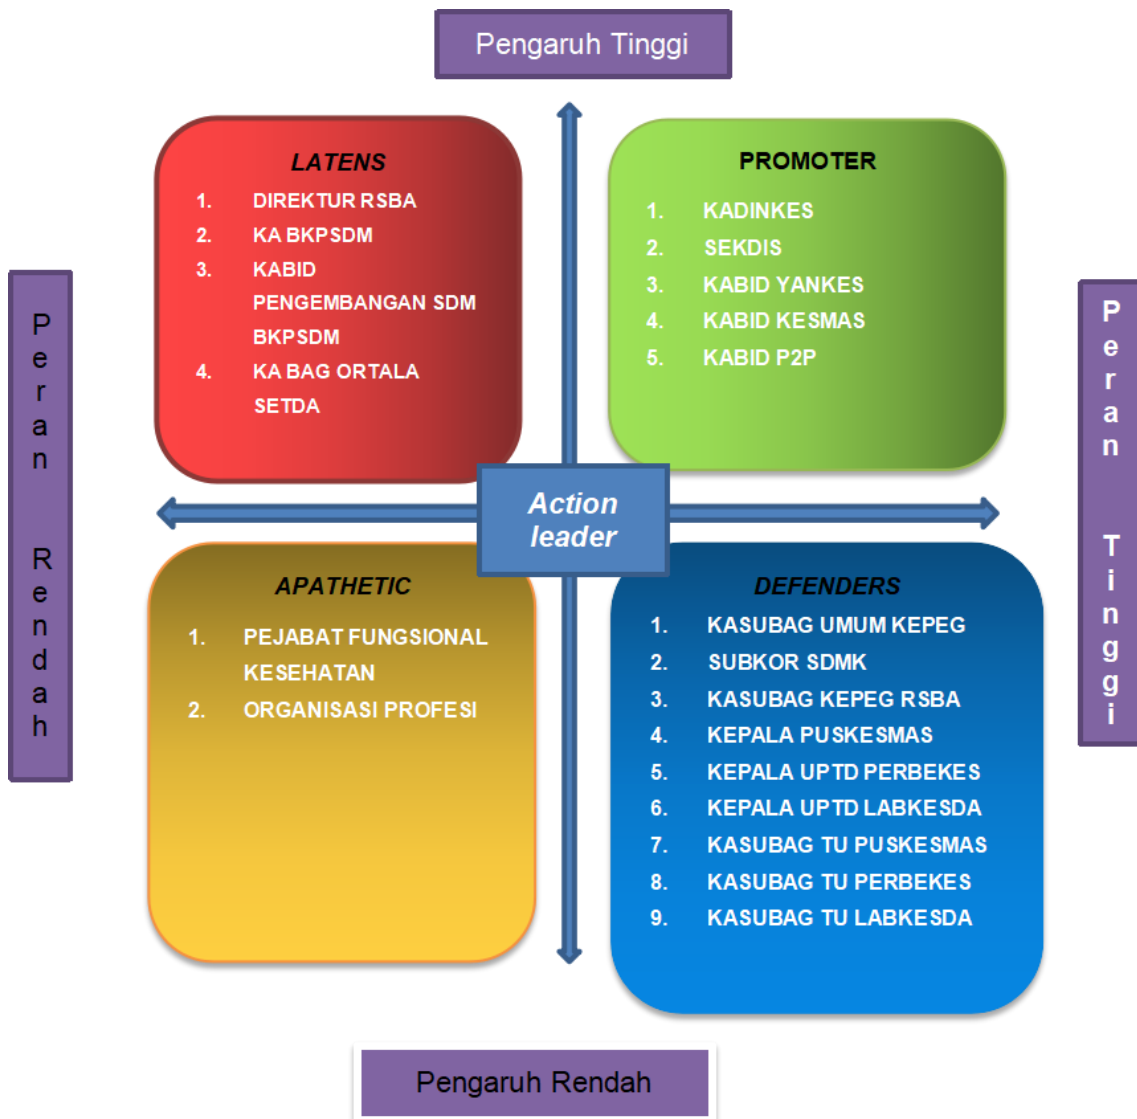 Pengaruh Tinggi
LATENS
1. DIREKTUR RSBA
2. KA BKPSDM
3. KABID
PENGEMBANGAN SDM
BKPSDM
4. KA BAG ORTALA
SETDA
PROMOTER
1. KADINKES
2. SEKDIS
3. KABID YANKES
4. KABID KESMAS
5. KABID P2P
Peran Rendah
Peran Tinggi
Action
leader
APATHETIC
1. PEJABAT FUNGSIONAL
KESEHATAN
2. ORGANISASI PROFESI
DEFENDERS
1. KASUBAG UMUM KEPEG
2. SUBKOR SDMK
3. KASUBAG KEPEG RSBA
4. KEPALA PUSKESMAS
5. KEPALA UPTD PERBEKES
6. KEPALA UPTD LABKESDA
7. KASUBAG TU PUSKESMAS
8. KASUBAG TU PERBEKES
9. KASUBAG TU LABKESDA
Pengaruh Rendah